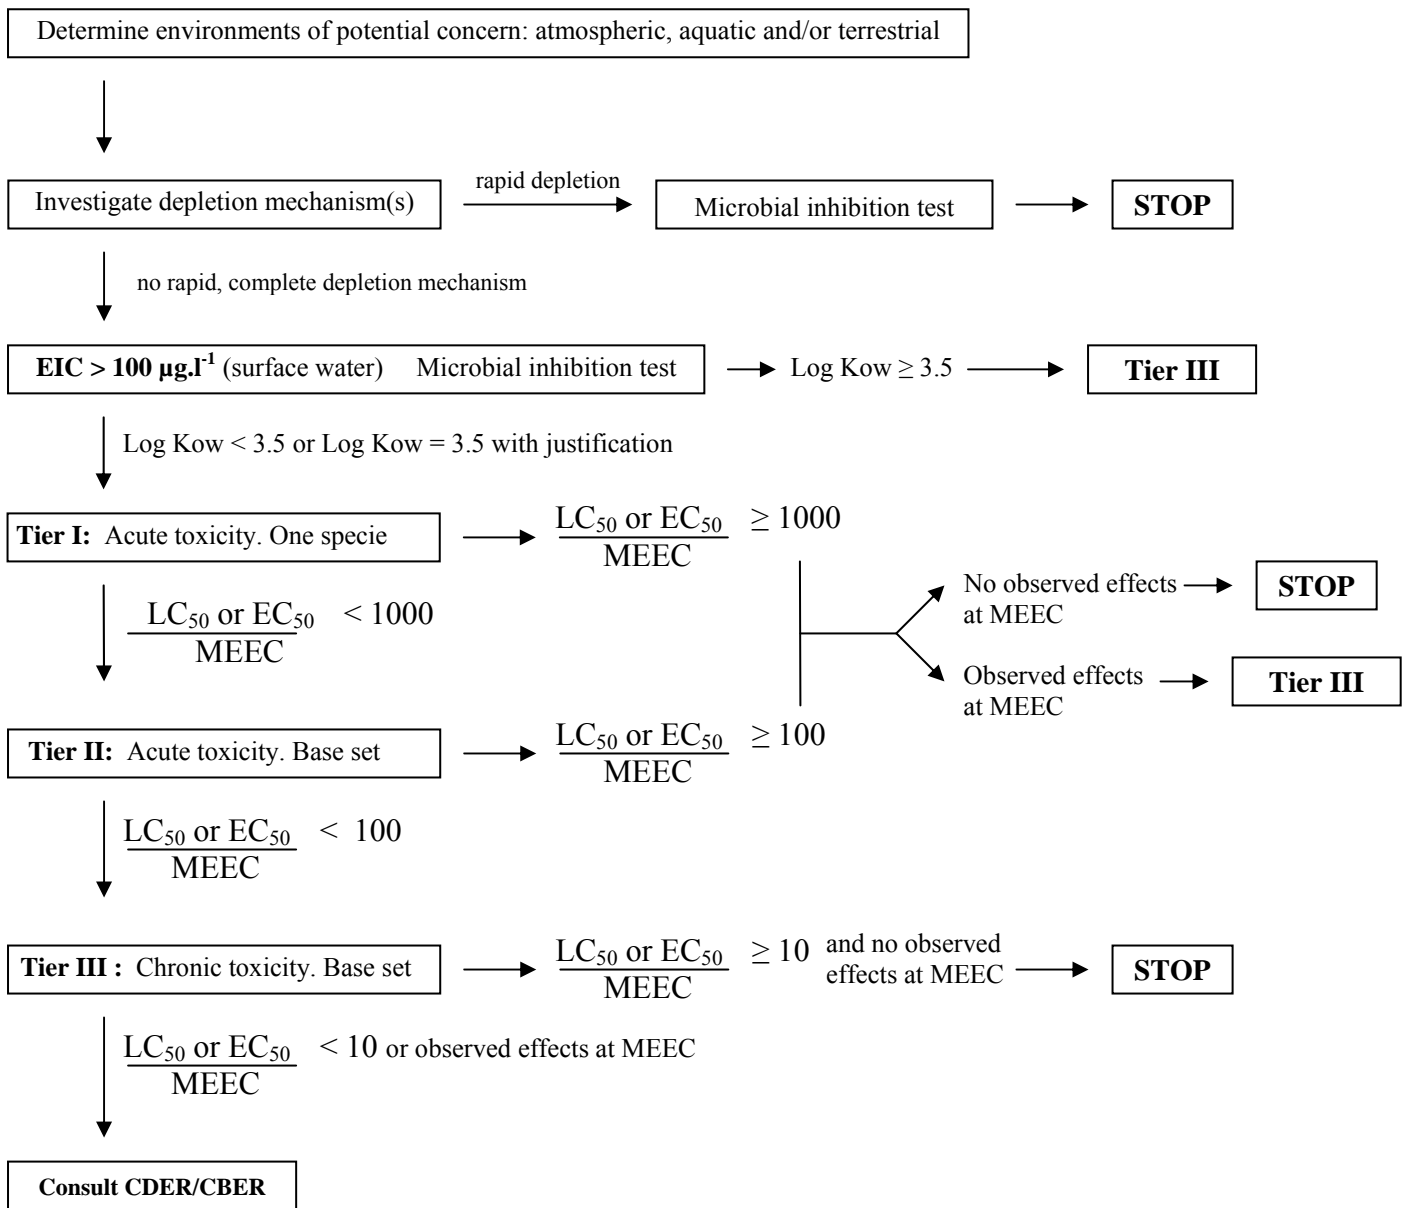 Determine environments of potential concern: atmospheric, aquatic and/or terrestrial
rapid depletion
Investigate depletion mechanism(s)
Microbial inhibition test
STOP
no rapid, complete depletion mechanism
EIC > 100 µg.l⁻¹ (surface water) Microbial inhibition test
Log Kow ≥ 3.5
Tier III
Log Kow < 3.5 or Log Kow = 3.5 with justification
Tier I: Acute toxicity. One specie
LC₅₀ or EC₅₀ ≥ 1000
MEEC
LC₅₀ or EC₅₀ < 1000
MEEC
No observed effects
at MEEC
STOP
Observed effects
at MEEC
Tier III
Tier II: Acute toxicity. Base set
LC₅₀ or EC₅₀ ≥ 100
MEEC
LC₅₀ or EC₅₀ < 100
MEEC
Tier III : Chronic toxicity. Base set
LC₅₀ or EC₅₀ ≥ 10
MEEC
and no observed
effects at MEEC
STOP
LC₅₀ or EC₅₀ < 10 or observed effects at MEEC
MEEC
Consult CDER/CBER